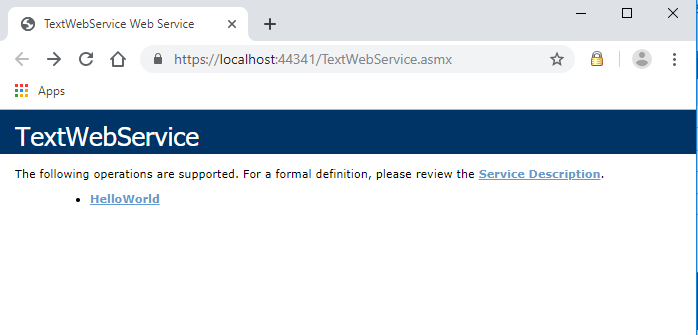 TextWebService Web Service
https://localhost:44341/TextWebService.asmx
Apps
TextWebService
The following operations are supported. For a formal definition, please review the Service Description.
HelloWorld